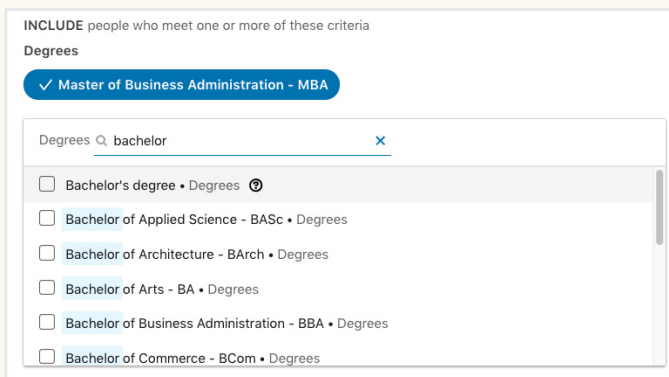 INCLUDE people who meet one or more of these criteria
Degrees
✓ Master of Business Administration - MBA
Degrees bachelor ×
Bachelor's degree • Degrees ?
Bachelor of Applied Science - BASc • Degrees
Bachelor of Architecture - BArch • Degrees
Bachelor of Arts - BA • Degrees
Bachelor of Business Administration - BBA • Degrees
Bachelor of Commerce - BCom • Degrees